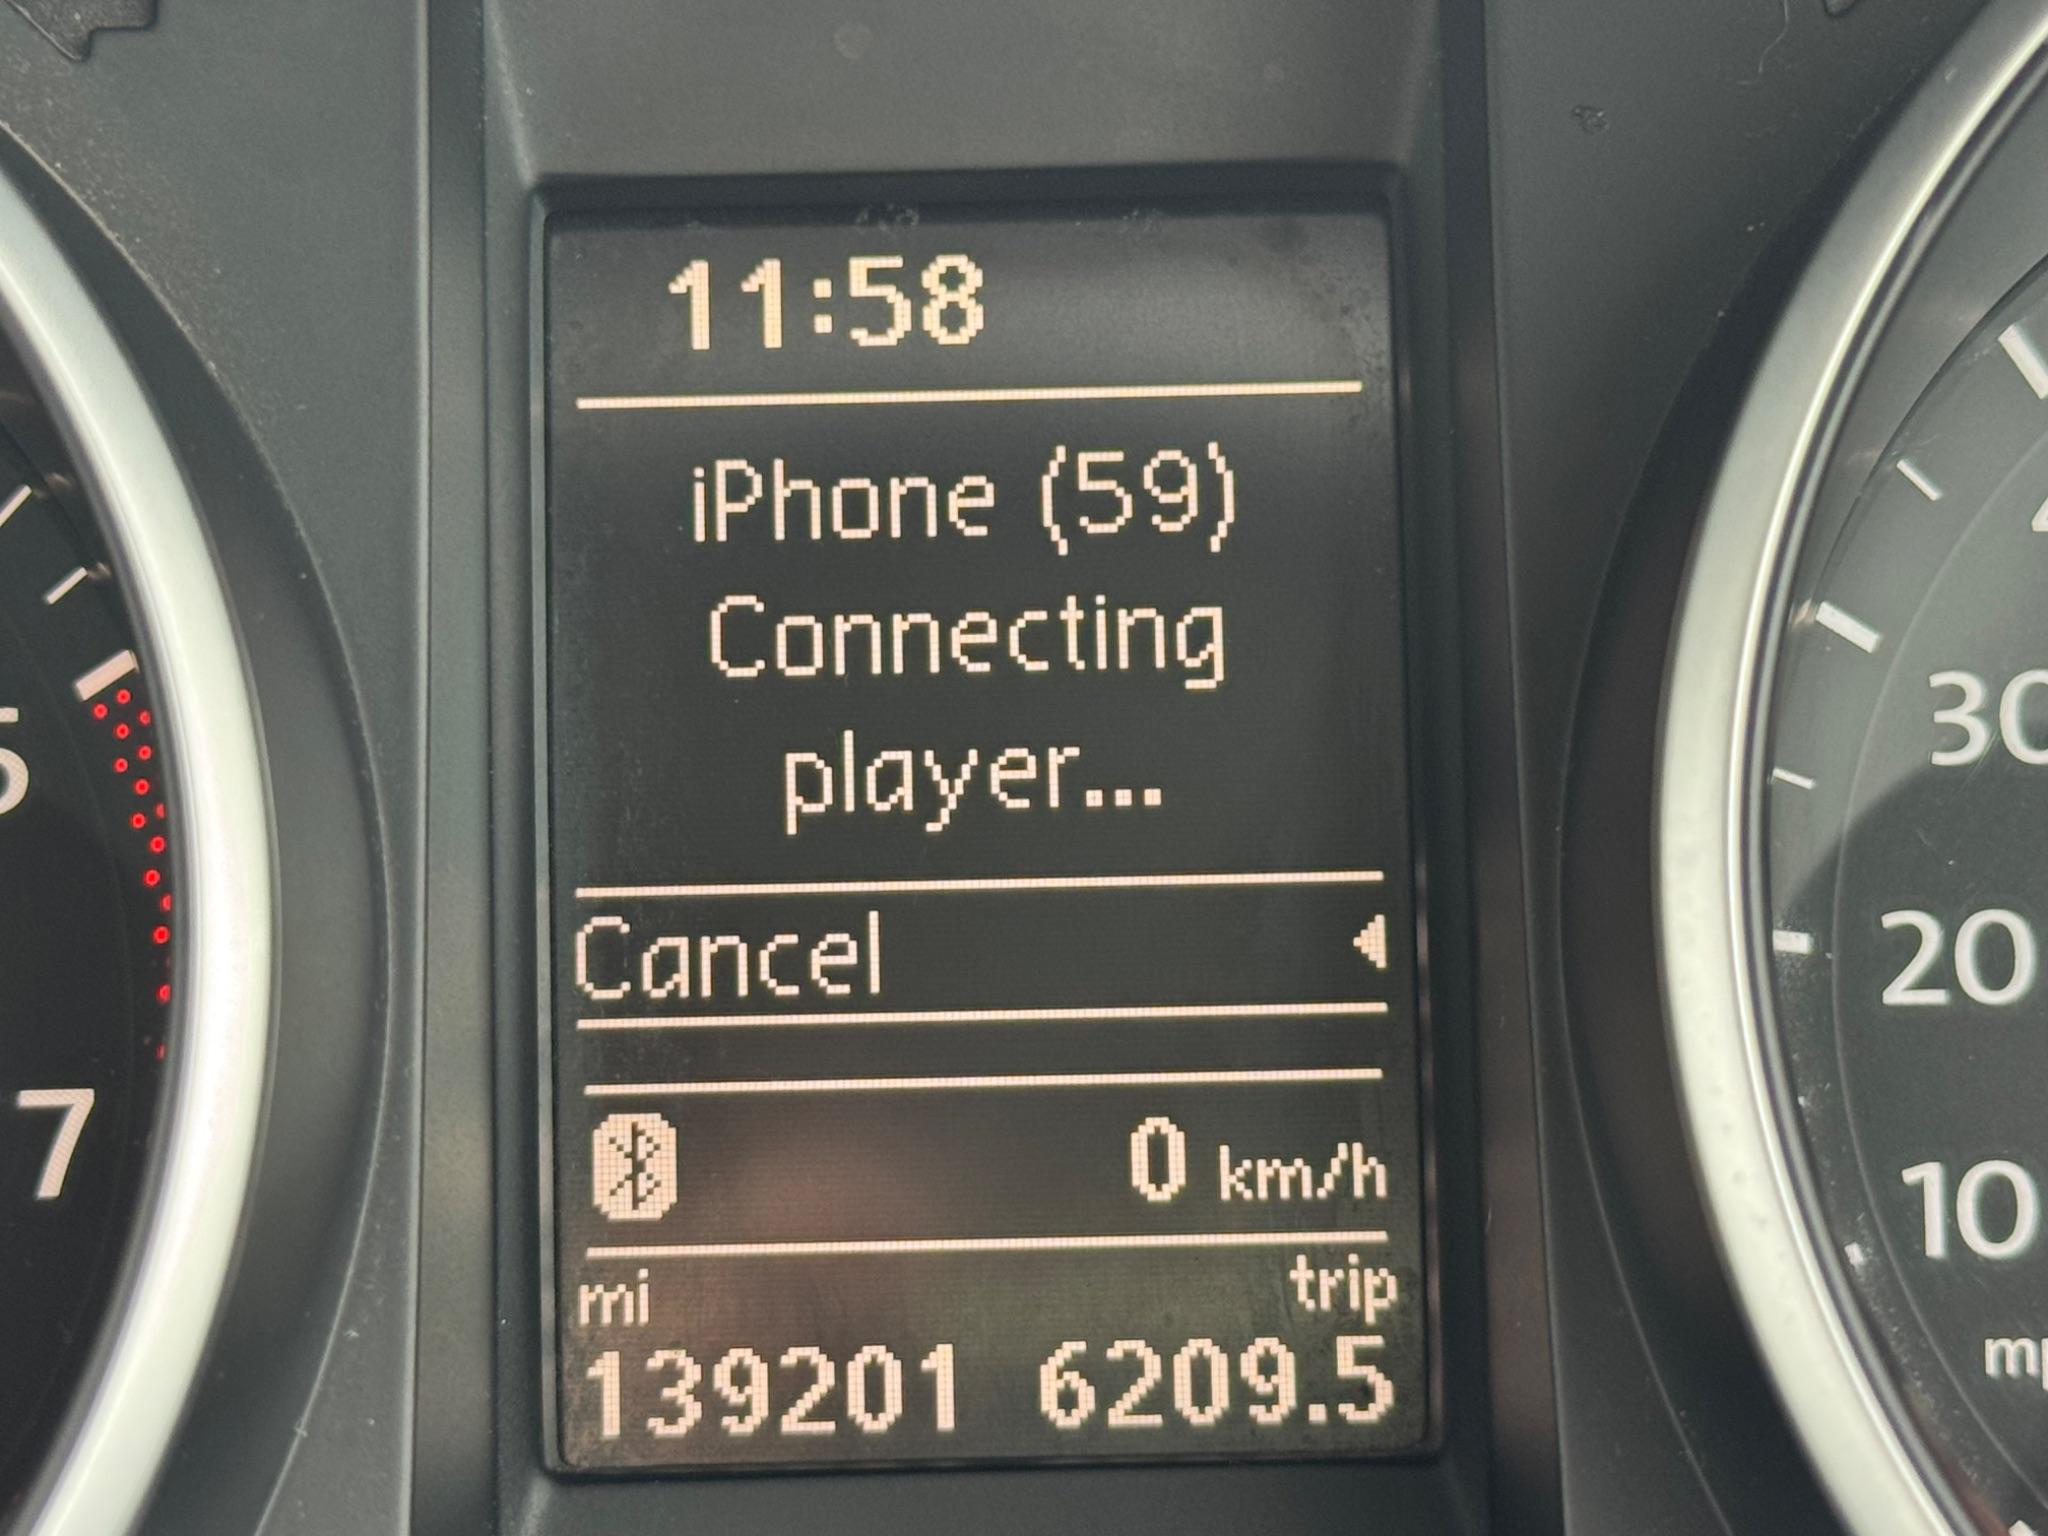 11:58
iPhone (59)
Connecting
player...
Cancel
0 km/h
mi trip
139201 6209.5
7
30
20
10